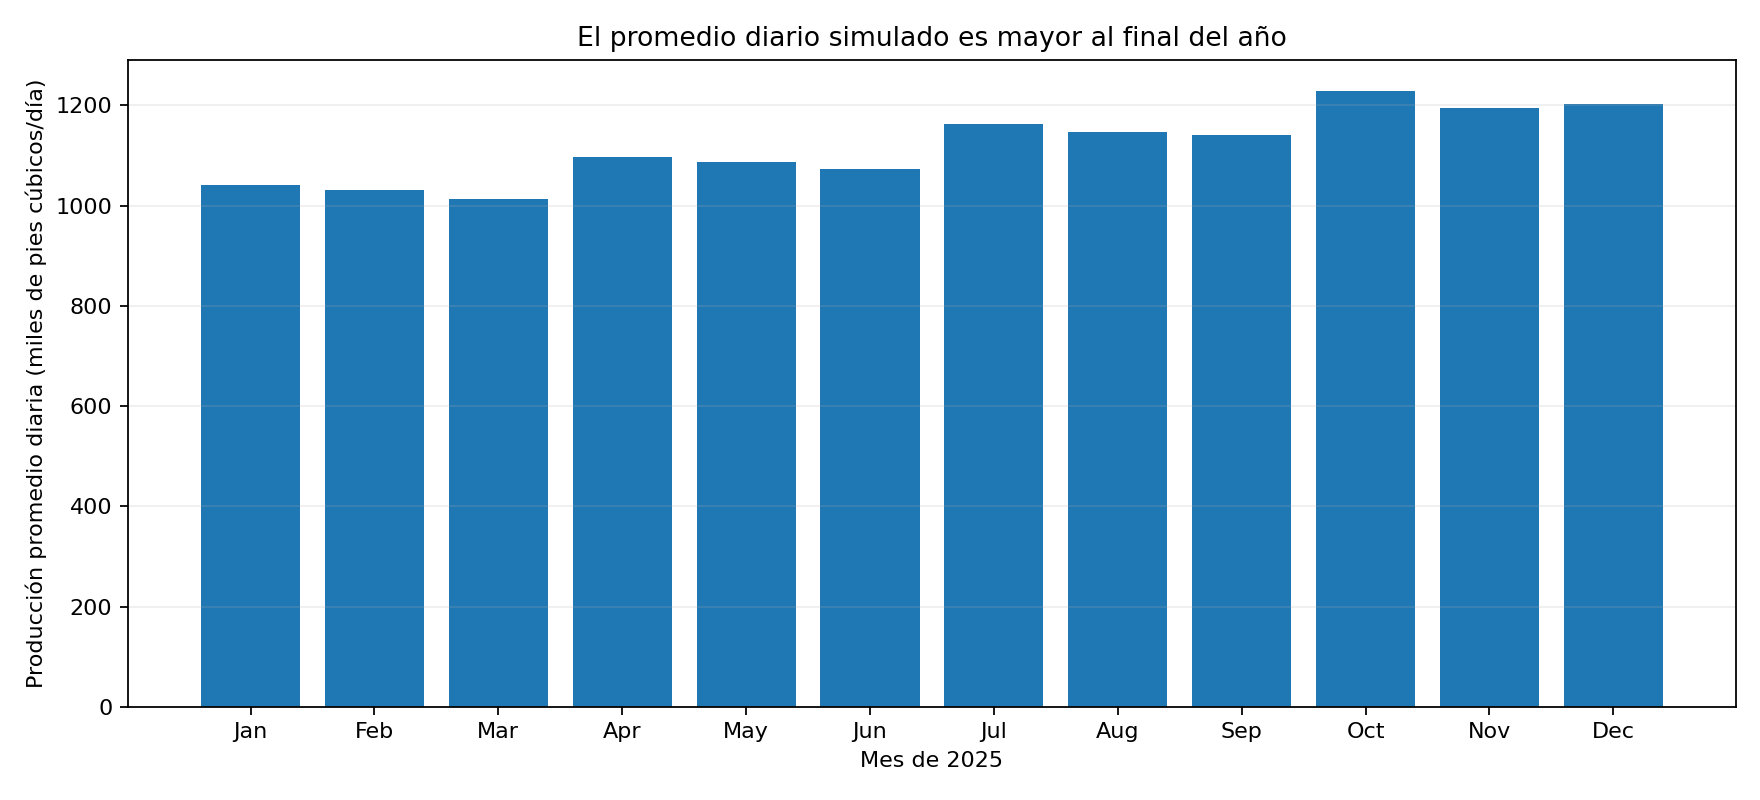 El promedio diario simulado es mayor al final del año
Producción promedio diaria (miles de pies cúbicos/día)
1200
1000
800
600
400
200
0
Jan Feb Mar Apr May Jun Jul Aug Sep Oct Nov Dec
Mes de 2025